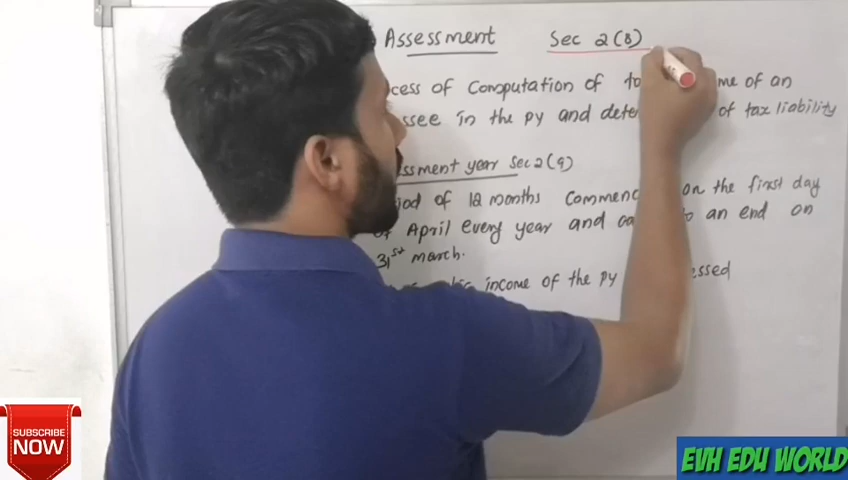 Assessment Sec 2(8)
cess of Computation of to me of an
ssee in the py and dete of tax liability
ssment year Sec 2(9)
iod of 12 months Commenc on the first day
of April every year and to an end on
31st march.
income of the py essed
SUBSCRIBE
NOW
EVH EDU WORLD